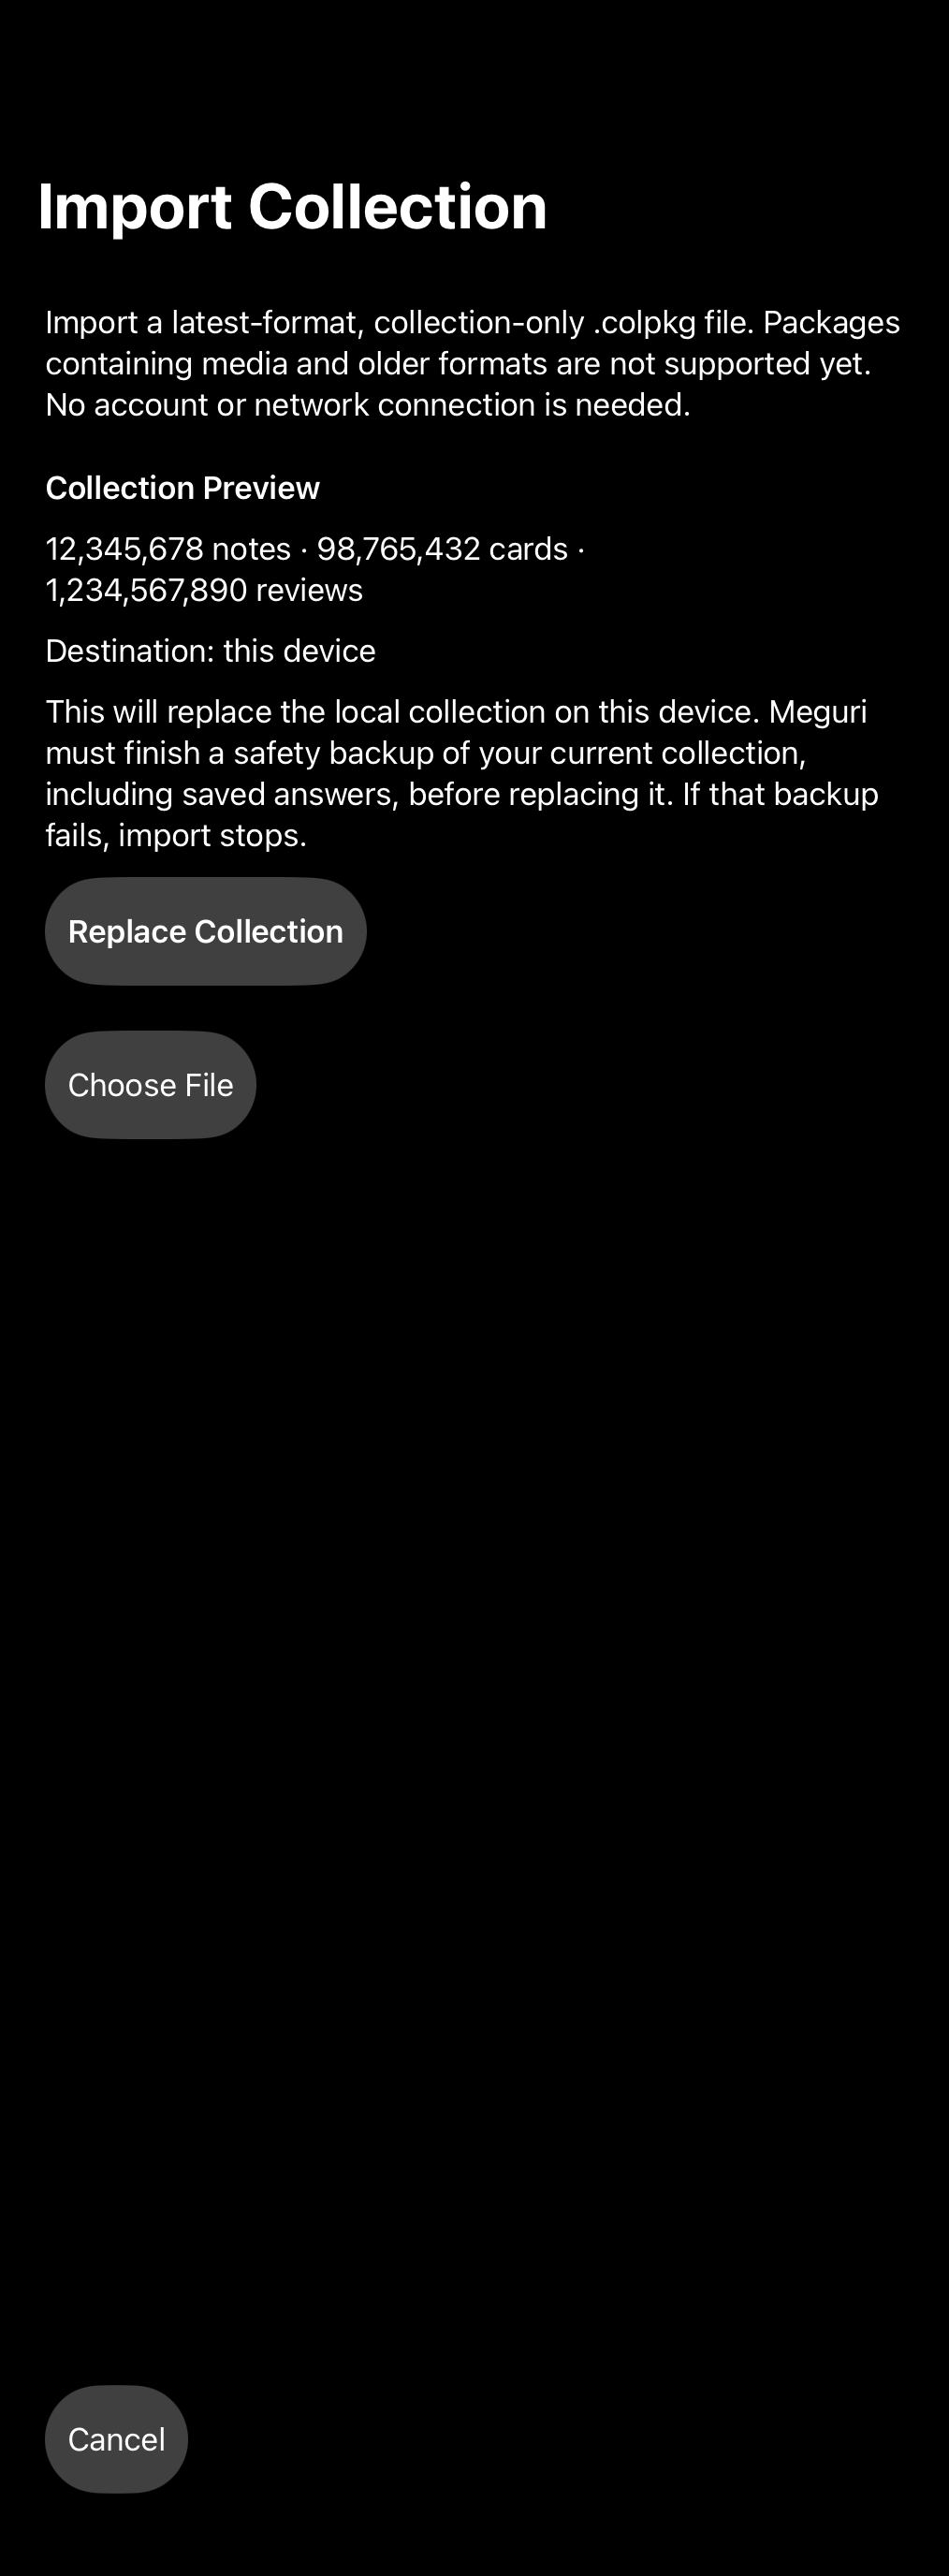 Import Collection
Import a latest-format, collection-only .colpkg file. Packages
containing media and older formats are not supported yet.
No account or network connection is needed.
Collection Preview
12,345,678 notes · 98,765,432 cards ·
1,234,567,890 reviews
Destination: this device
This will replace the local collection on this device. Meguri
must finish a safety backup of your current collection,
including saved answers, before replacing it. If that backup
fails, import stops.
Replace Collection
Choose File
Cancel